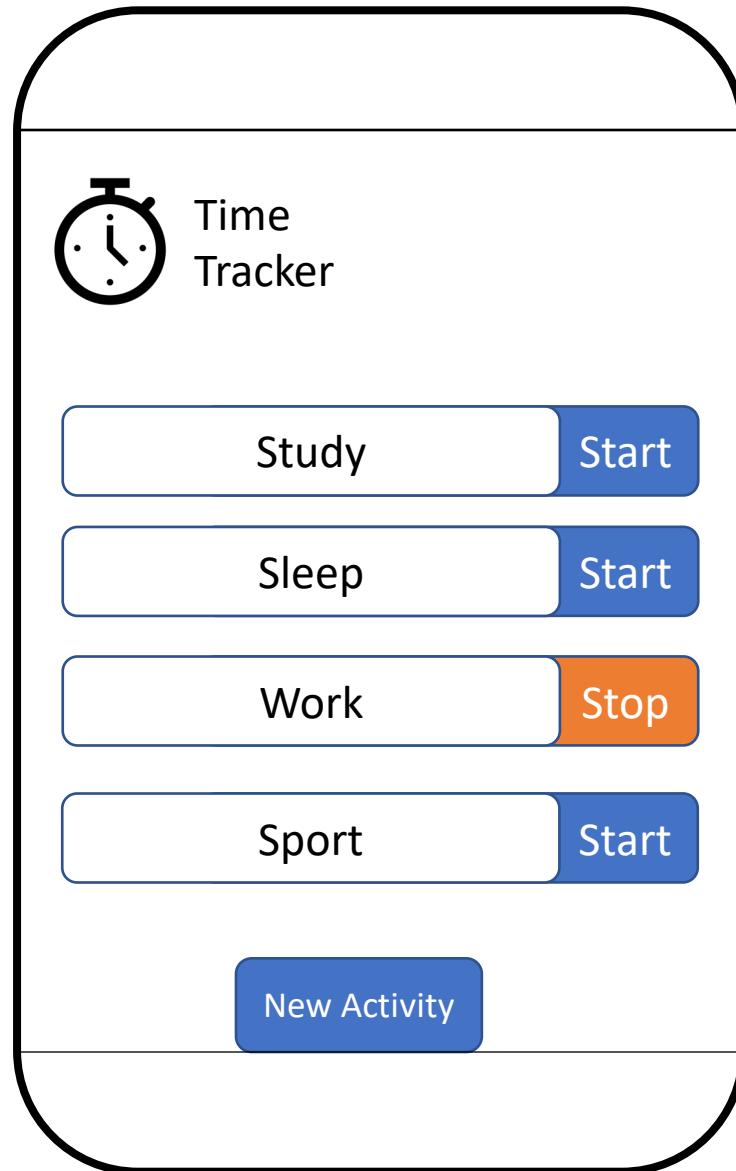 Time
Tracker
Study Start
Sleep Start
Work Stop
Sport Start
New Activity